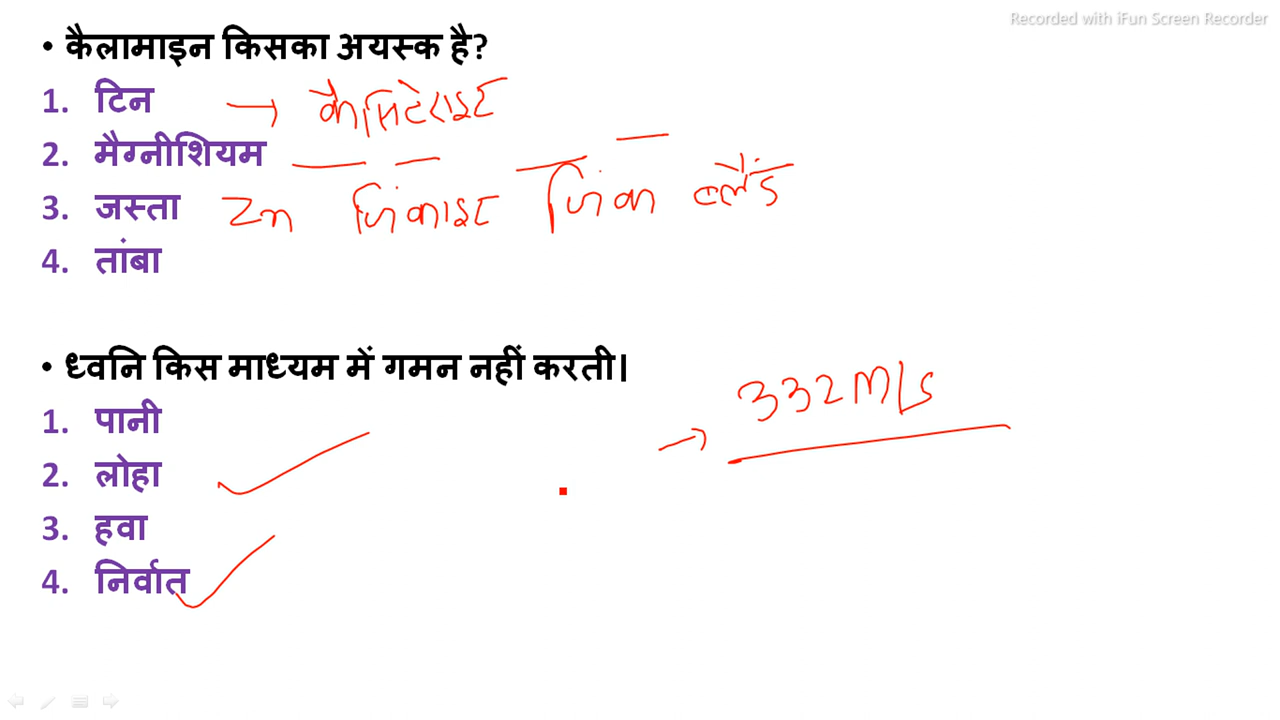 Recorded with iFun Screen Recorder
• कैलामाइन किसका अयस्क है?
1. टिन → कैसिटेराइट
2. मैग्नीशियम
3. जस्ता Zn जिंकाइट जिंक ब्लैंड
4. तांबा
• ध्वनि किस माध्यम में गमन नहीं करती।
→ 332 m/s
1. पानी
2. लोहा
3. हवा
4. निर्वात